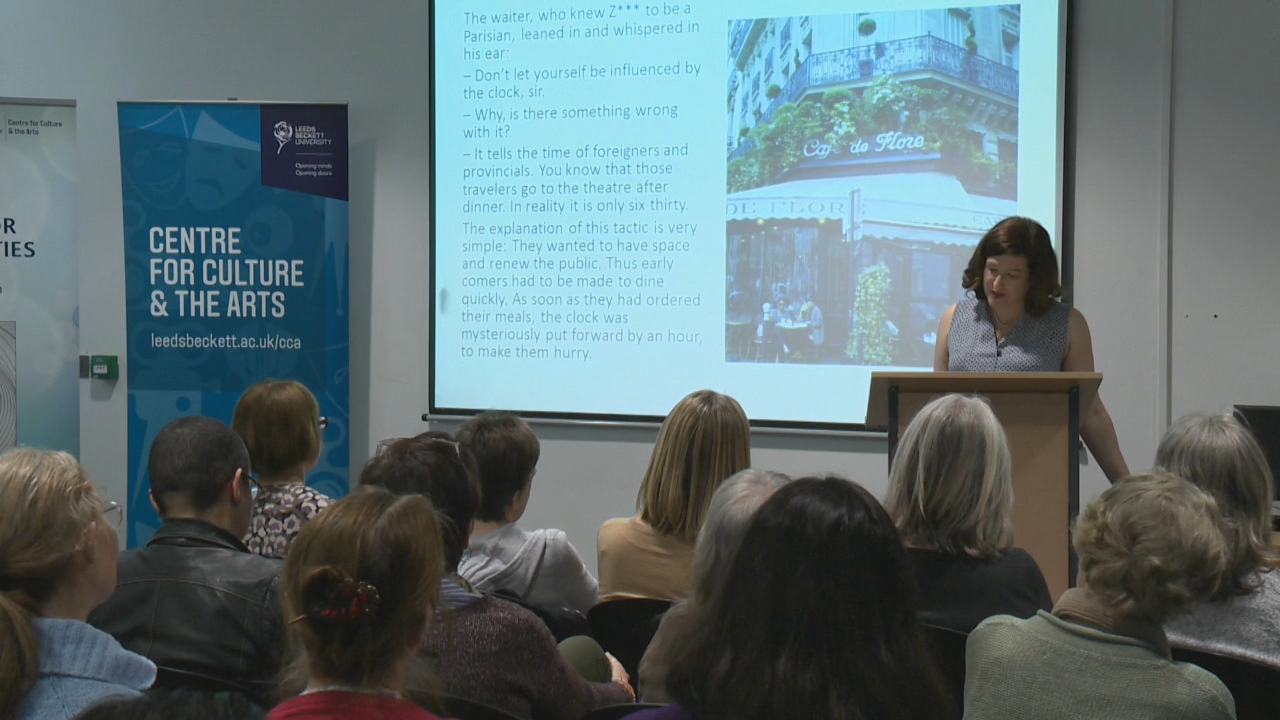 Centre for Culture
& the Arts
R
TIES
LEEDS
BECKETT
UNIVERSITY
Opening minds
Opening doors
CENTRE
FOR CULTURE
& THE ARTS
leedsbeckett.ac.uk/cca
The waiter, who knew Z*** to be a
Parisian, leaned in and whispered in
his ear:
– Don't let yourself be influenced by
the clock, sir.
– Why, is there something wrong
with it?
– It tells the time of foreigners and
provincials. You know that those
travelers go to the theatre after
dinner. In reality it is only six thirty.
The explanation of this tactic is very
simple: They wanted to have space
and renew the public. Thus early
comers had to be made to dine
quickly. As soon as they had ordered
their meals, the clock was
mysteriously put forward by an hour,
to make them hurry.
Café de Flore
DE FLOR